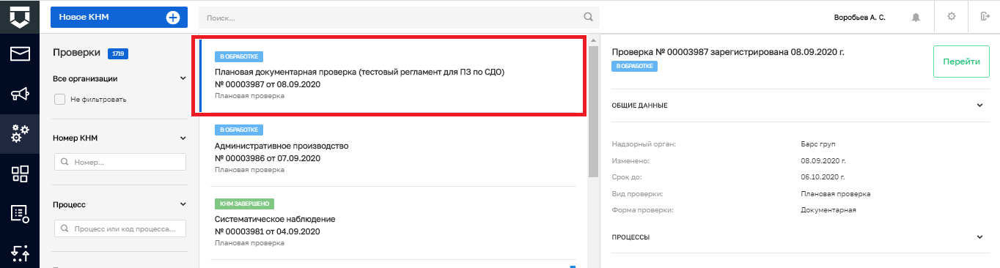 Новое КНМ
Поиск...
Воробьев А. С.
Проверки 1719
Все организации
Не фильтровать
Номер КНМ
Номер...
Процесс
Процесс или код процесса...
В ОБРАБОТКЕ
Плановая документарная проверка (тестовый регламент для ПЗ по СДО)
№ 00003987 от 08.09.2020
Плановая проверка
В ОБРАБОТКЕ
Административное производство
№ 00003986 от 07.09.2020
Плановая проверка
КНМ ЗАВЕРШЕНО
Систематическое наблюдение
№ 00003981 от 04.09.2020
Плановая проверка
Проверка № 00003987 зарегистрирована 08.09.2020 г.
В ОБРАБОТКЕ
Перейти
ОБЩИЕ ДАННЫЕ
Надзорный орган: Барс груп
Изменено: 08.09.2020 г.
Срок до: 06.10.2020 г.
Вид проверки: Плановая проверка
Форма проверки: Документарная
ПРОЦЕССЫ